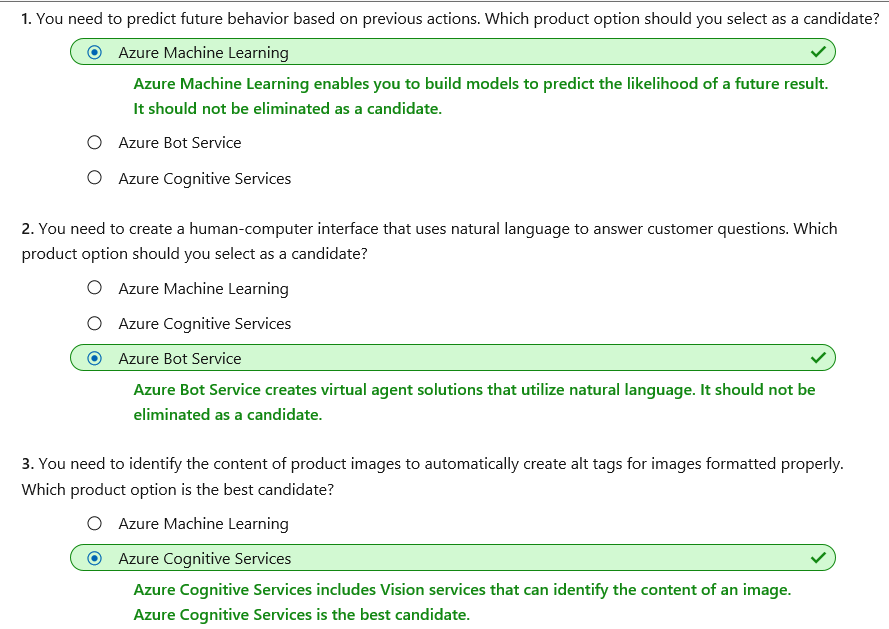 1. You need to predict future behavior based on previous actions. Which product option should you select as a candidate?
Azure Machine Learning
Azure Machine Learning enables you to build models to predict the likelihood of a future result.
It should not be eliminated as a candidate.
Azure Bot Service
Azure Cognitive Services
2. You need to create a human-computer interface that uses natural language to answer customer questions. Which
product option should you select as a candidate?
Azure Machine Learning
Azure Cognitive Services
Azure Bot Service
Azure Bot Service creates virtual agent solutions that utilize natural language. It should not be
eliminated as a candidate.
3. You need to identify the content of product images to automatically create alt tags for images formatted properly.
Which product option is the best candidate?
Azure Machine Learning
Azure Cognitive Services
Azure Cognitive Services includes Vision services that can identify the content of an image.
Azure Cognitive Services is the best candidate.